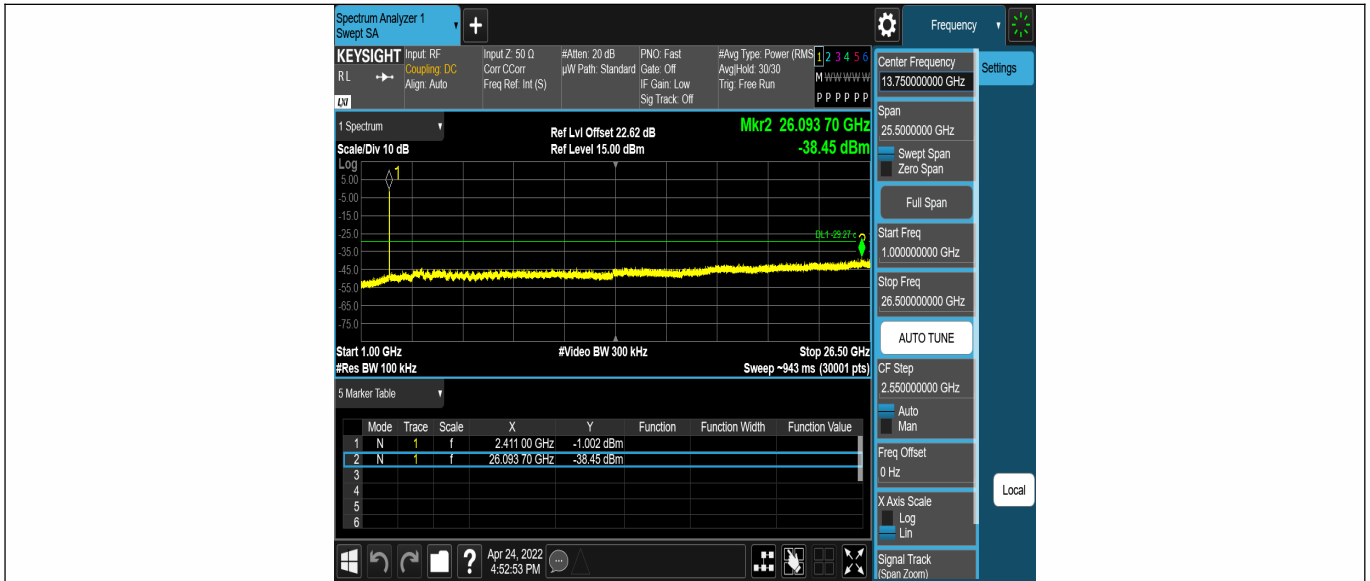 Spectrum Analyzer 1
Swept SA
+
Frequency
KEYSIGHT
R L
LXI
Input: RF
Coupling: DC
Align: Auto
Input Z: 50 Ω
Corr CCorr
Freq Ref: Int (S)
#Atten: 20 dB
µW Path: Standard
PNO: Fast
Gate: Off
IF Gain: Low
Sig Track: Off
#Avg Type: Power (RMS
Avg|Hold: 30/30
Trig: Free Run
1 2 3 4 5 6
M W W W W W
P P P P P P
1 Spectrum
Scale/Div 10 dB
Ref Lvl Offset 22.62 dB
Ref Level 15.00 dBm
Mkr2 26.093 70 GHz
-38.45 dBm
Log
1
5.00
-5.00
-15.0
-25.0
-35.0
-45.0
-55.0
-65.0
-75.0
DL1 -29.27 c
Start 1.00 GHz
#Res BW 100 kHz
#Video BW 300 kHz
Stop 26.50 GHz
Sweep ~943 ms (30001 pts)
5 Marker Table
Mode Trace Scale X Y Function Function Width Function Value
1 N 1 f 2.411 00 GHz -1.002 dBm
2 N 1 f 26.093 70 GHz -38.45 dBm
3
4
5
6
?
Apr 24, 2022
4:52:53 PM
Center Frequency
13.750000000 GHz
Settings
Span
25.5000000 GHz
Swept Span
Zero Span
Full Span
Start Freq
1.000000000 GHz
Stop Freq
26.500000000 GHz
AUTO TUNE
CF Step
2.550000000 GHz
Auto
Man
Freq Offset
0 Hz
X Axis Scale
Log
Lin
Signal Track
(Span Zoom)
Local